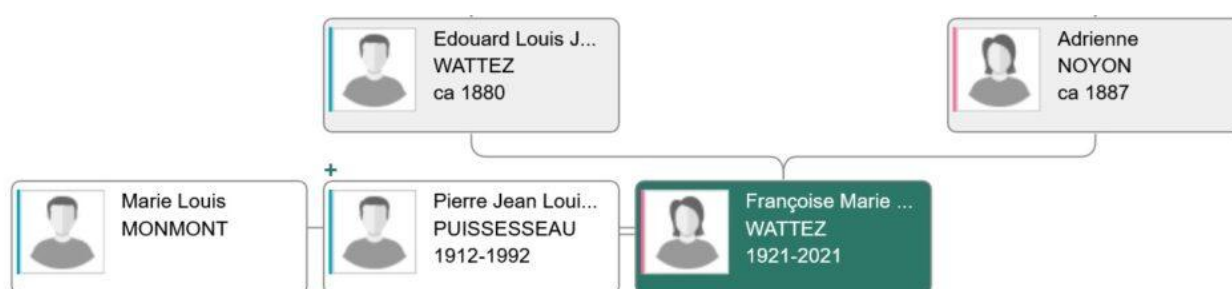 Edouard Louis J...
WATTEZ
ca 1880
Adrienne
NOYON
ca 1887
+
Marie Louis
MONMONT
Pierre Jean Loui...
PUISSESSEAU
1912-1992
Françoise Marie ...
WATTEZ
1921-2021